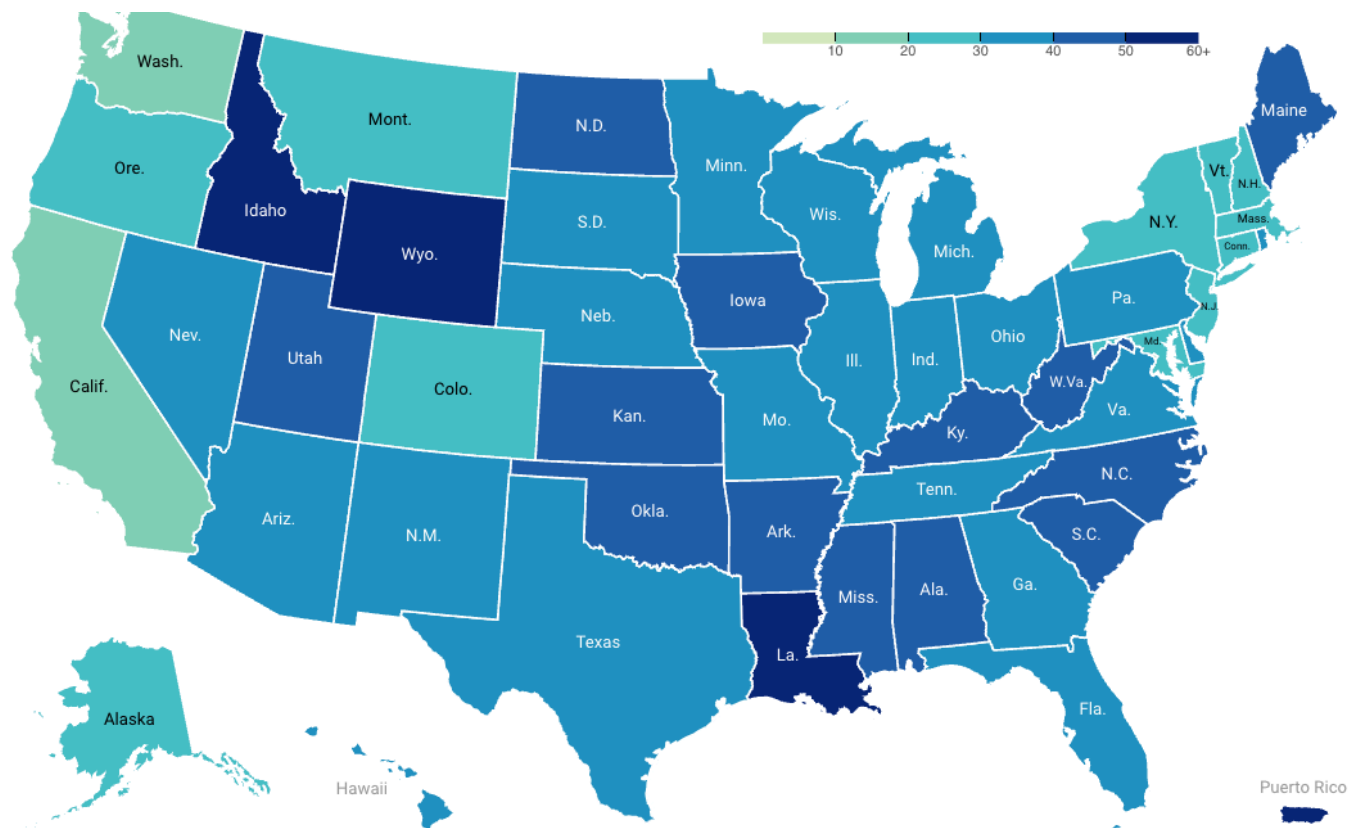 10 20 30 40 50 60+
Wash.
Maine
Mont.
N.D.
Minn.
Ore.
Vt.
N.H.
Idaho
S.D.
Wis.
N.Y.
Mass.
Wyo.
Mich.
Conn.
Iowa
Pa.
N.J.
Nev.
Neb.
Ohio
Md.
Utah
Ill.
Ind.
Calif.
Colo.
W.Va.
Kan.
Mo.
Va.
Ky.
N.C.
Tenn.
Ariz.
N.M.
Okla.
Ark.
S.C.
Miss.
Ala.
Ga.
Texas
La.
Alaska
Fla.
Hawaii
Puerto Rico